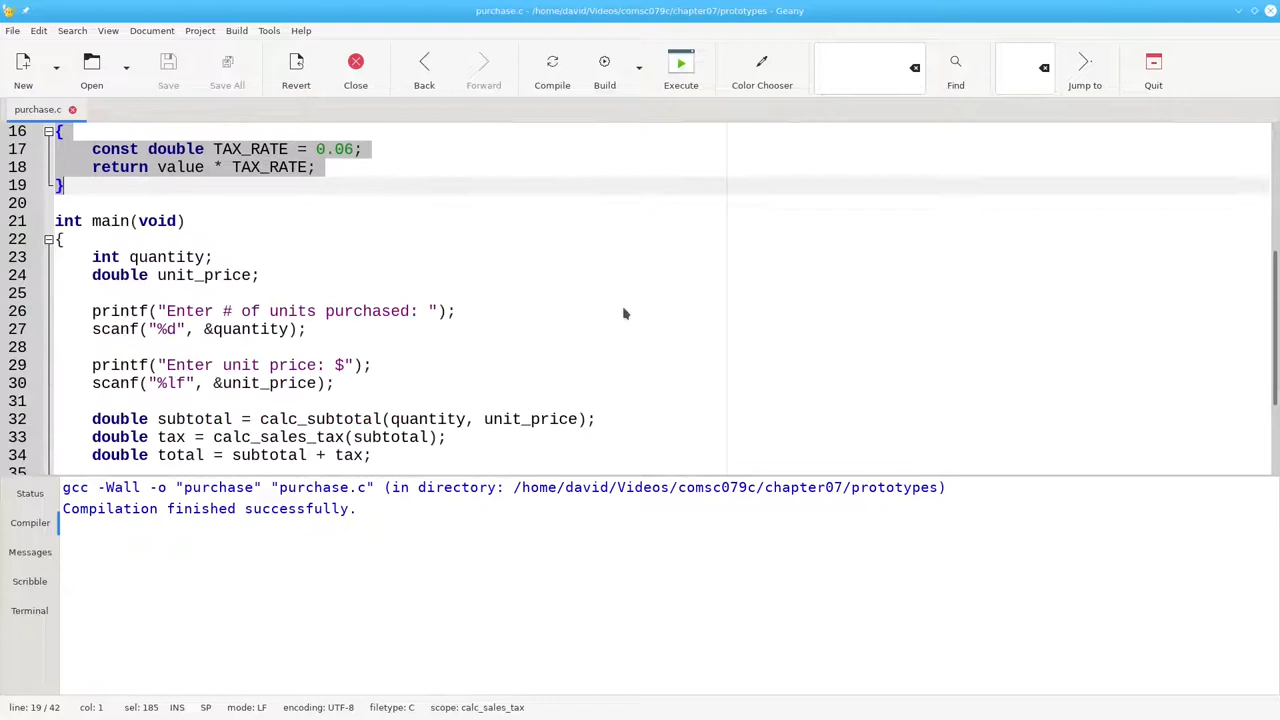 purchase.c - /home/david/Videos/comsc079c/chapter07/prototypes - Geany
File Edit Search View Document Project Build Tools Help
New Open Save Save All Revert Close Back Forward Compile Build Execute Color Chooser Find Jump to Quit
purchase.c
16 {
17 const double TAX_RATE = 0.06;
18 return value * TAX_RATE;
19 }
20
21 int main(void)
22 {
23 int quantity;
24 double unit_price;
25
26 printf("Enter # of units purchased: ");
27 scanf("%d", &quantity);
28
29 printf("Enter unit price: $");
30 scanf("%lf", &unit_price);
31
32 double subtotal = calc_subtotal(quantity, unit_price);
33 double tax = calc_sales_tax(subtotal);
34 double total = subtotal + tax;
35
Status
Compiler
Messages
Scribble
Terminal
gcc -Wall -o "purchase" "purchase.c" (in directory: /home/david/Videos/comsc079c/chapter07/prototypes)
Compilation finished successfully.
line: 19 / 42 col: 1 sel: 185 INS SP mode: LF encoding: UTF-8 filetype: C scope: calc_sales_tax